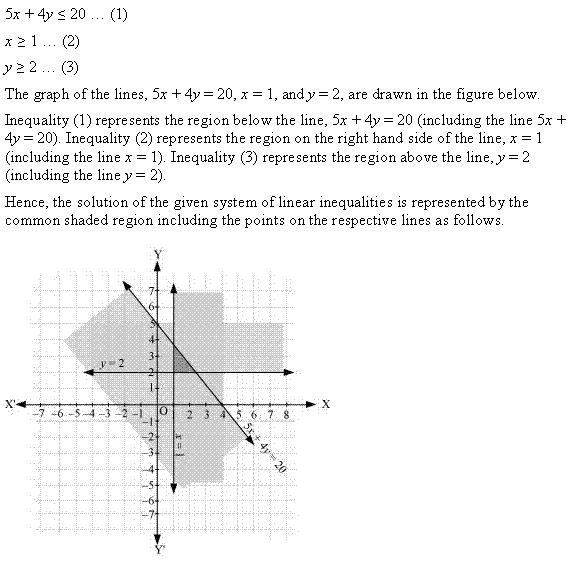 5x + 4y ≤ 20 … (1)
x ≥ 1 … (2)
y ≥ 2 … (3)
The graph of the lines, 5x + 4y = 20, x = 1, and y = 2, are drawn in the figure below.
Inequality (1) represents the region below the line, 5x + 4y = 20 (including the line 5x +
4y = 20). Inequality (2) represents the region on the right hand side of the line, x = 1
(including the line x = 1). Inequality (3) represents the region above the line, y = 2
(including the line y = 2).
Hence, the solution of the given system of linear inequalities is represented by the
common shaded region including the points on the respective lines as follows.
Y
7
6
5
4
3
y = 2
2
1
X' -7 -6 -5 -4 -3 -2 -1 O 2 3 4 5 6 7 8 X
-1
-2
-3
-4
-5
-6
-7
x = 1
5x + 4y = 20
Y'